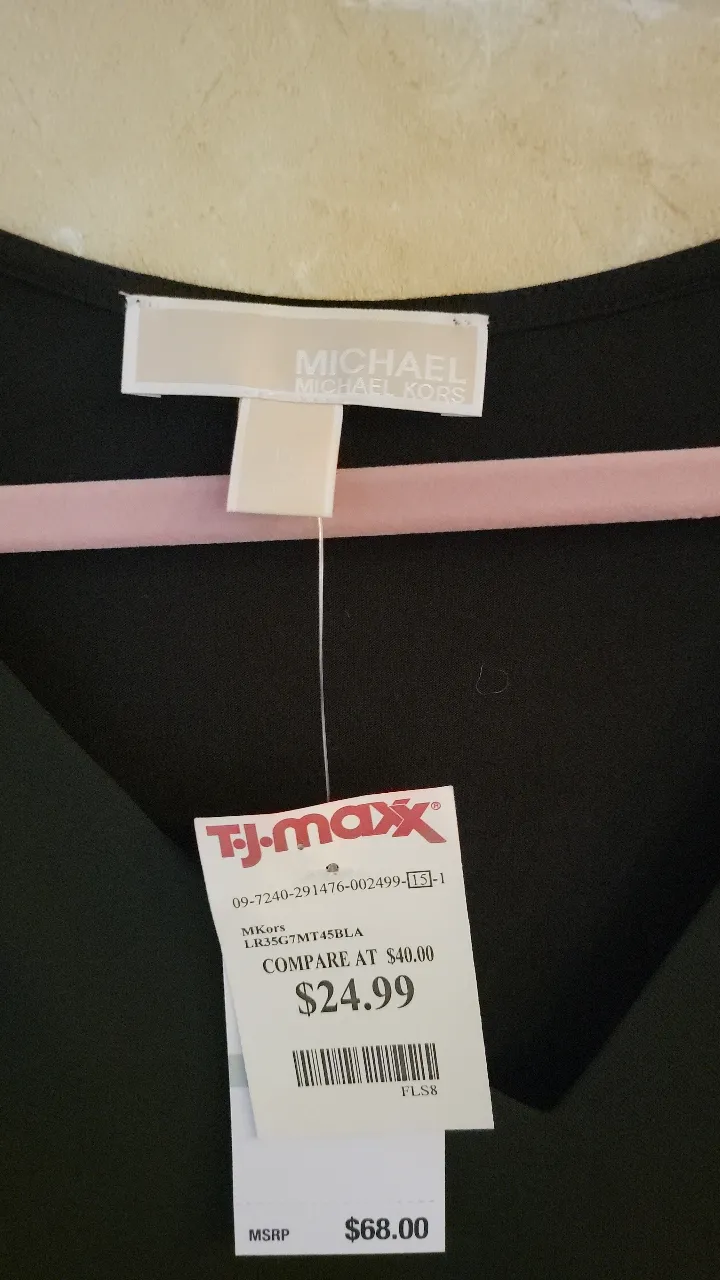 MICHAEL
MICHAEL KORS
T·J·maxx®
09-7240-291476-002499-15-1
MKors
LR35G7MT45BLA
COMPARE AT $40.00
$24.99
FLS8
MSRP $68.00